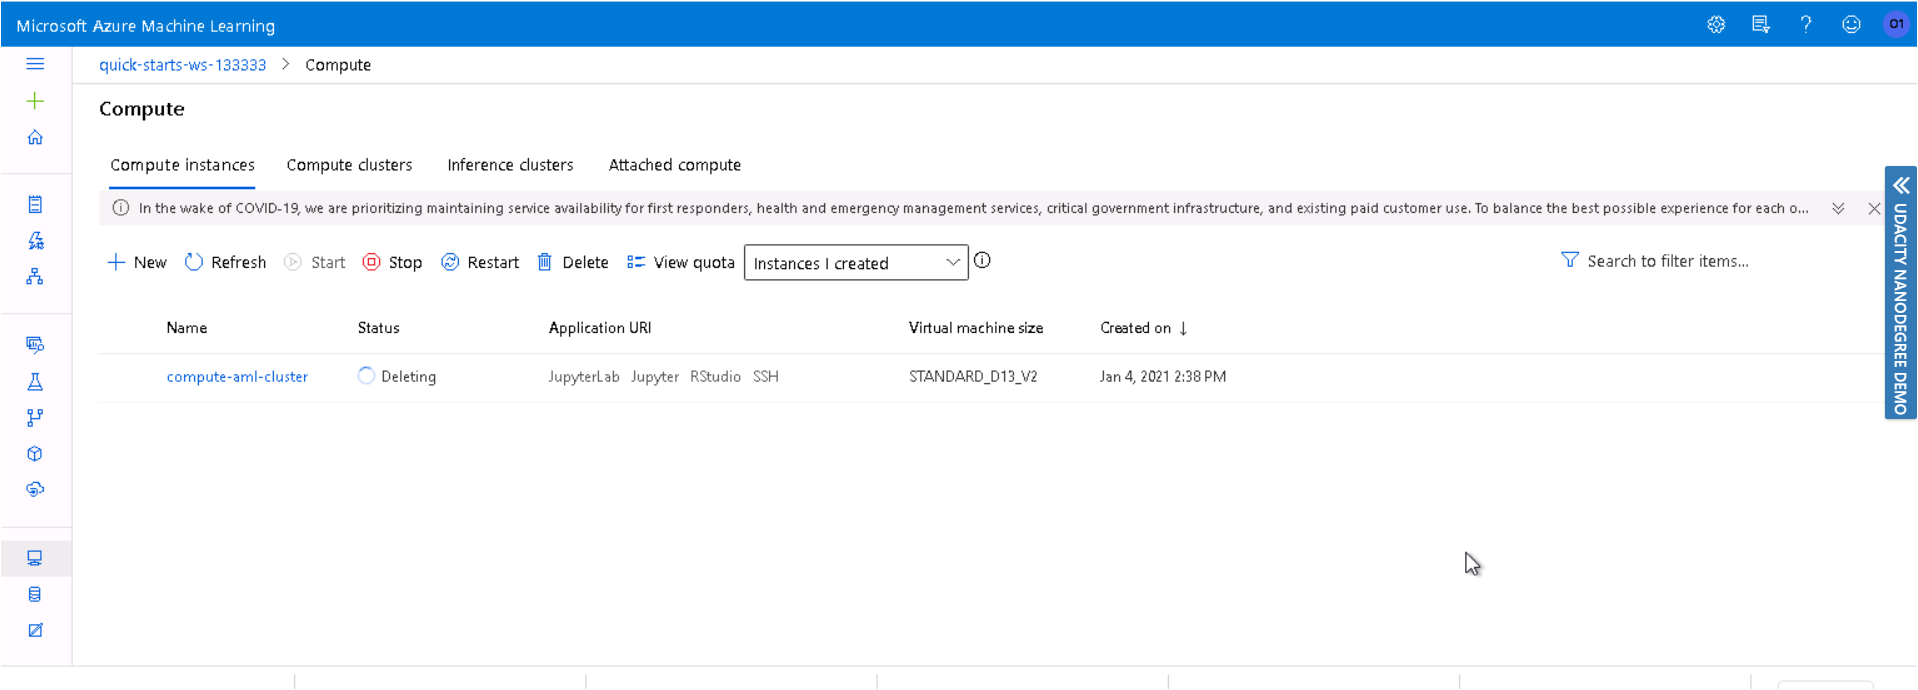 Microsoft Azure Machine Learning
01
quick-starts-ws-133333 > Compute
Compute
Compute instances Compute clusters Inference clusters Attached compute
In the wake of COVID-19, we are prioritizing maintaining service availability for first responders, health and emergency management services, critical government infrastructure, and existing paid customer use. To balance the best possible experience for each o...
New Refresh Start Stop Restart Delete View quota Instances I created Search to filter items...
Name Status Application URI Virtual machine size Created on ↓
compute-aml-cluster Deleting JupyterLab Jupyter RStudio SSH STANDARD_D13_V2 Jan 4, 2021 2:38 PM
UDACITY NANODEGREE DEMO